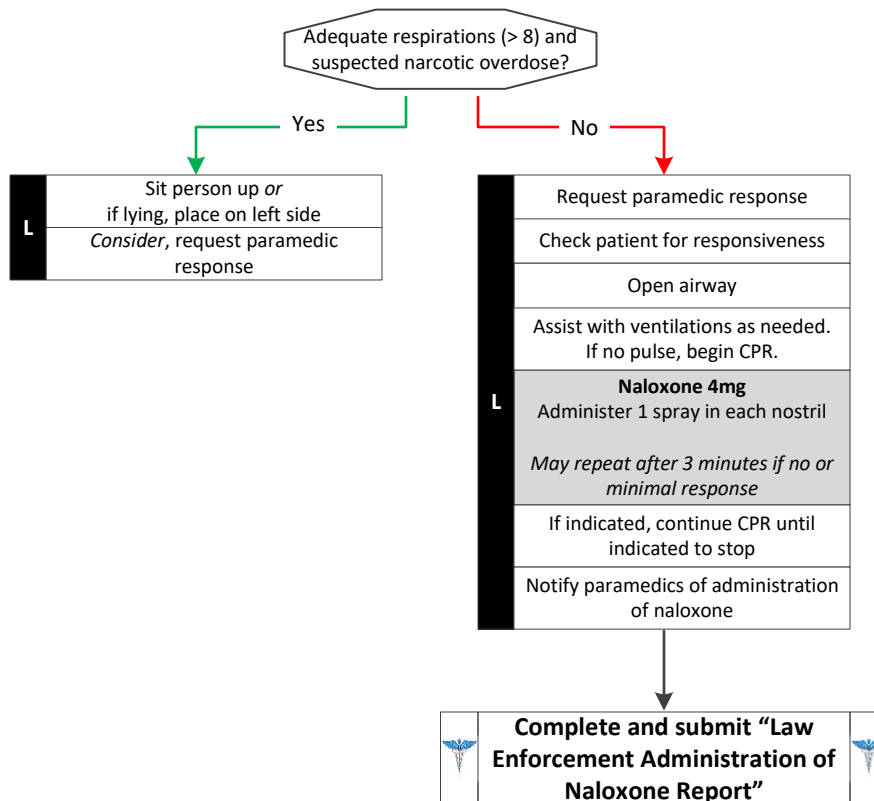 Adequate respirations (> 8) and
suspected narcotic overdose?
Yes
No
L
Sit person up or
if lying, place on left side
Consider, request paramedic
response
L
Request paramedic response
Check patient for responsiveness
Open airway
Assist with ventilations as needed.
If no pulse, begin CPR.
Naloxone 4mg
Administer 1 spray in each nostril
May repeat after 3 minutes if no or
minimal response
If indicated, continue CPR until
indicated to stop
Notify paramedics of administration
of naloxone
Complete and submit “Law
Enforcement Administration of
Naloxone Report”